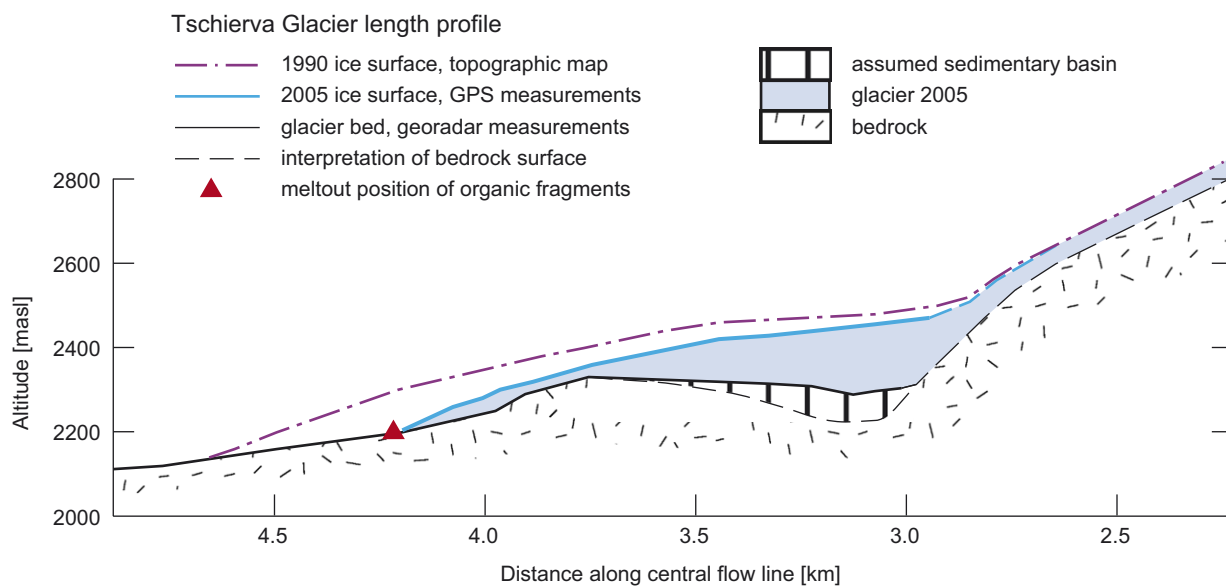 Tschierva Glacier length profile
1990 ice surface, topographic map
2005 ice surface, GPS measurements
glacier bed, georadar measurements
interpretation of bedrock surface
meltout position of organic fragments
assumed sedimentary basin
glacier 2005
bedrock
Altitude [masl]
2800
2600
2400
2200
2000
4.5 4.0 3.5 3.0 2.5
Distance along central flow line [km]